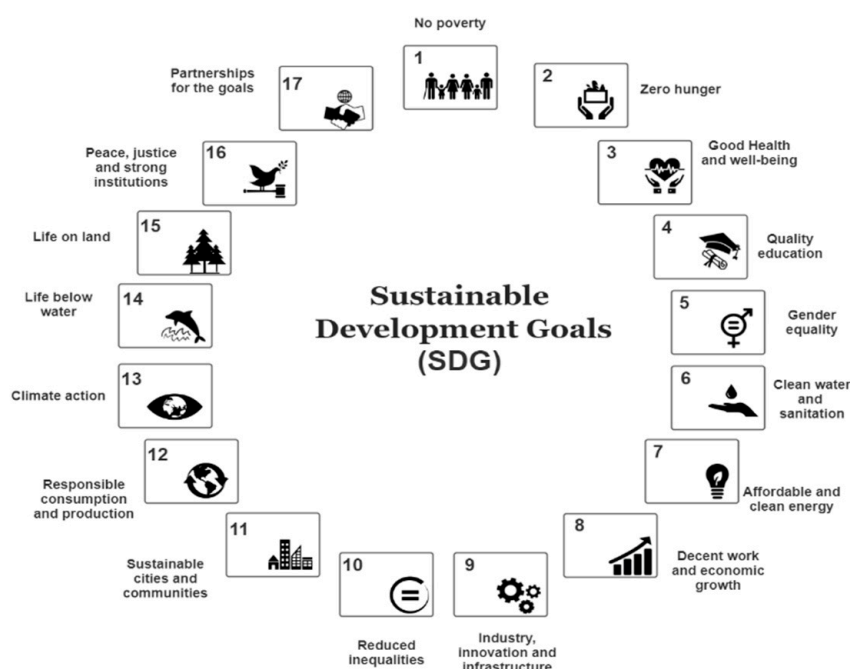 No poverty
1
2
Zero hunger
3
Good Health
and well-being
4
Quality
education
5
Gender
equality
6
Clean water
and
sanitation
7
Affordable and
clean energy
8
Decent work
and economic
growth
9
Industry,
innovation and
infrastructure
10
Reduced
inequalities
11
Sustainable
cities and
communities
12
Responsible
consumption
and production
13
Climate action
14
Life below
water
15
Life on land
16
Peace, justice
and strong
institutions
17
Partnerships
for the goals
Sustainable
Development Goals
(SDG)